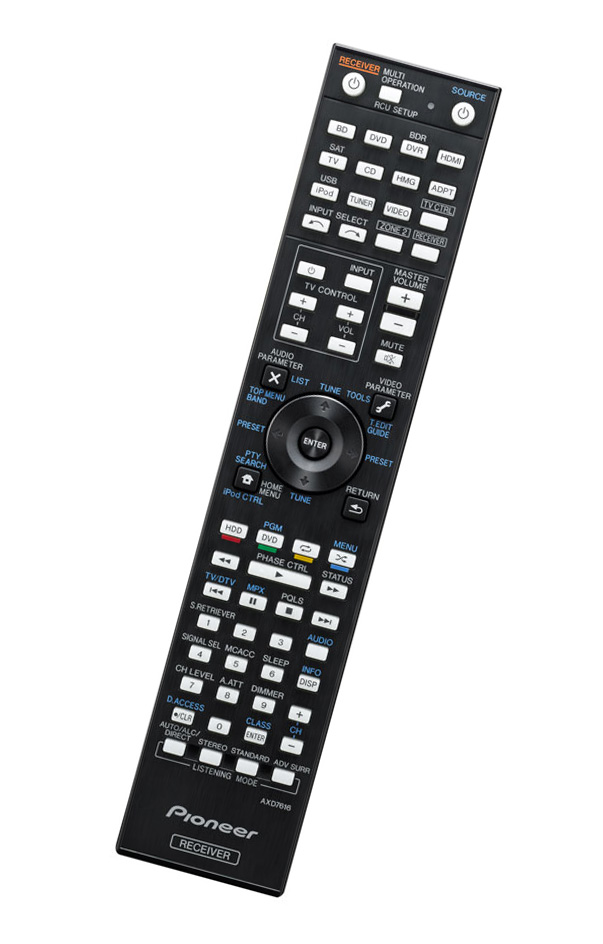 RECEIVER
MULTI
OPERATION
SOURCE
RCU SETUP
BDR
BD DVD DVR HDMI
SAT
TV CD HMG ADPT
USB
iPod TUNER VIDEO TV CTRL
INPUT SELECT ZONE 2 RECEIVER
INPUT
TV CONTROL
+ +
CH VOL
– –
MASTER
VOLUME
+
–
MUTE
AUDIO
PARAMETER
VIDEO
PARAMETER
LIST TUNE TOOLS
TOP MENU
BAND
T.EDIT
GUIDE
PRESET ENTER PRESET
PTY
SEARCH
HOME
MENU
iPod CTRL TUNE
RETURN
PGM MENU
HDD DVD
PHASE CTRL STATUS
TV/DTV MPX PQLS
S.RETRIEVER AUDIO
1 2 3
SIGNAL SEL MCACC SLEEP INFO
4 5 6 DISP
CH LEVEL A.ATT DIMMER
7 8 9 +
D.ACCESS CLASS CH
●/CLR 0 ENTER –
AUTO/ALC/
DIRECT STEREO STANDARD ADV SURR
LISTENING MODE
AXD7616
Pioneer
RECEIVER